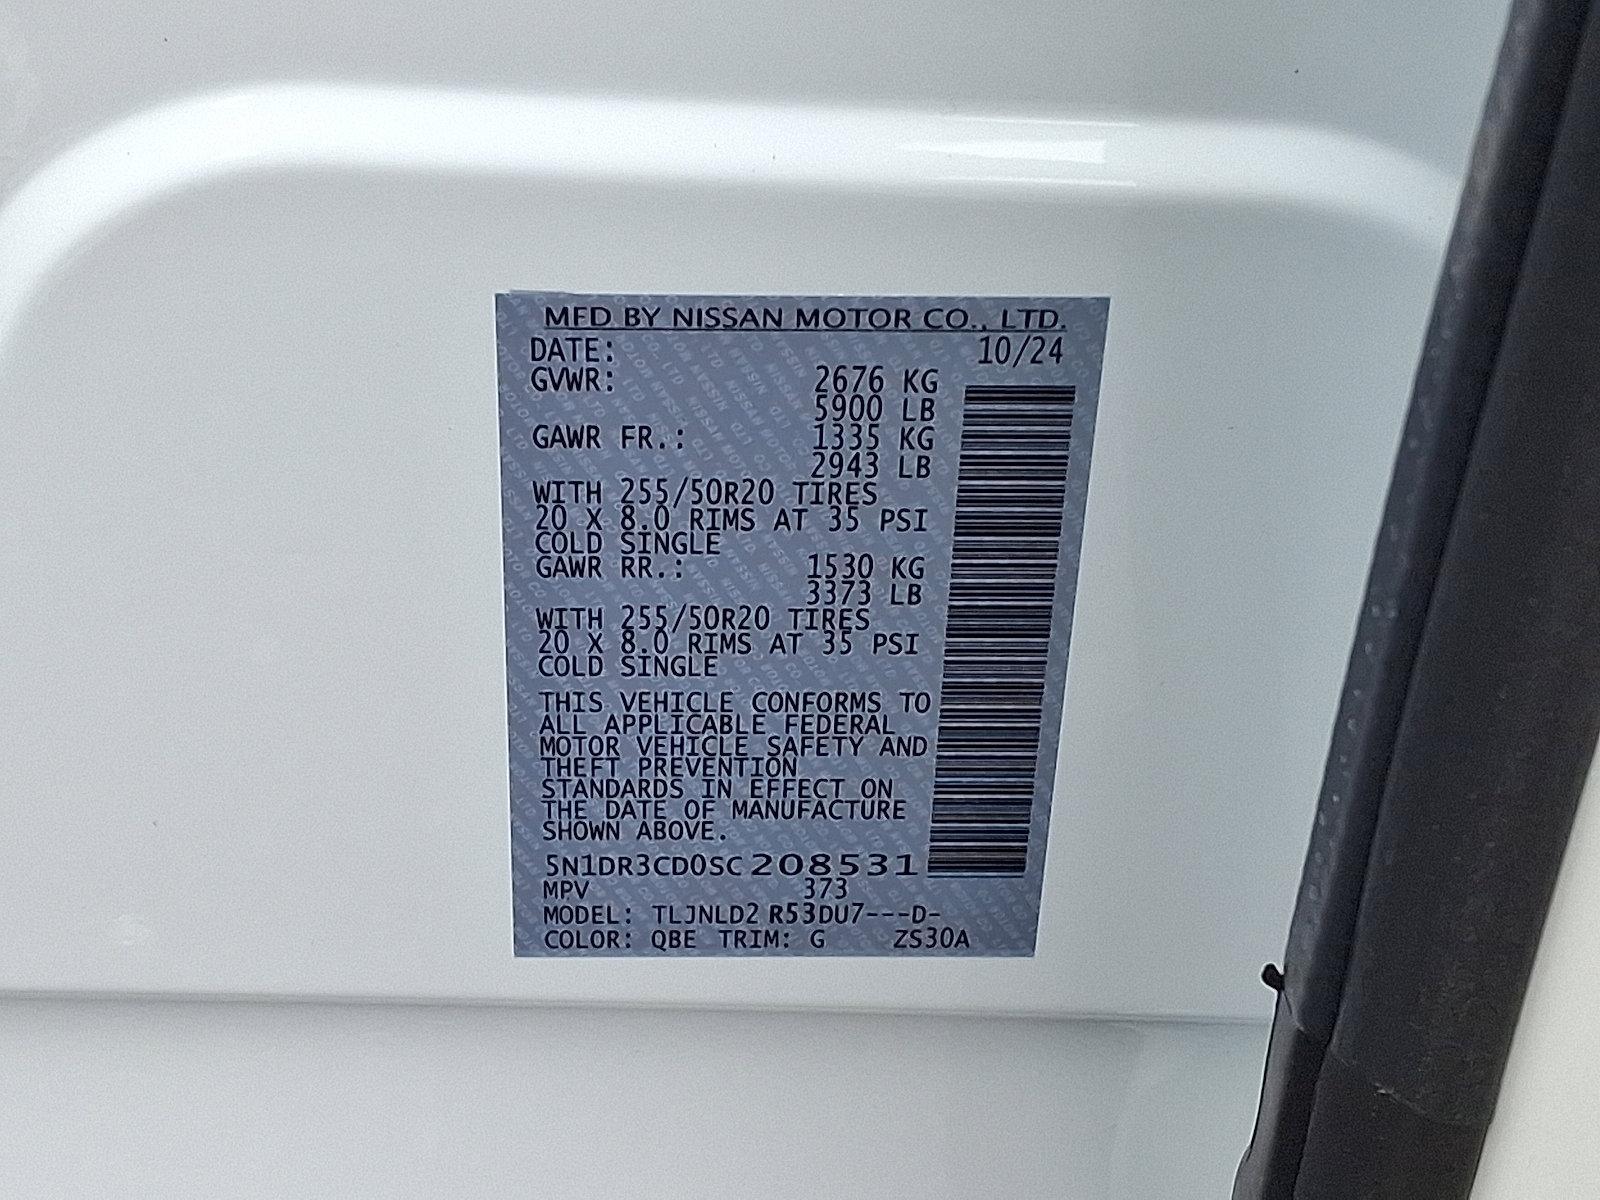 MFD BY NISSAN MOTOR CO., LTD.
DATE: 10/24
GVWR: 2676 KG
5900 LB
GAWR FR.: 1335 KG
2943 LB
WITH 255/50R20 TIRES
20 X 8.0 RIMS AT 35 PSI
COLD SINGLE
GAWR RR.: 1530 KG
3373 LB
WITH 255/50R20 TIRES
20 X 8.0 RIMS AT 35 PSI
COLD SINGLE
THIS VEHICLE CONFORMS TO
ALL APPLICABLE FEDERAL
MOTOR VEHICLE SAFETY AND
THEFT PREVENTION
STANDARDS IN EFFECT ON
THE DATE OF MANUFACTURE
SHOWN ABOVE.
5N1DR3CD0SC208531
MPV 373
MODEL: TLJNLD2 R53DU7---D-
COLOR: QBE TRIM: G ZS30A